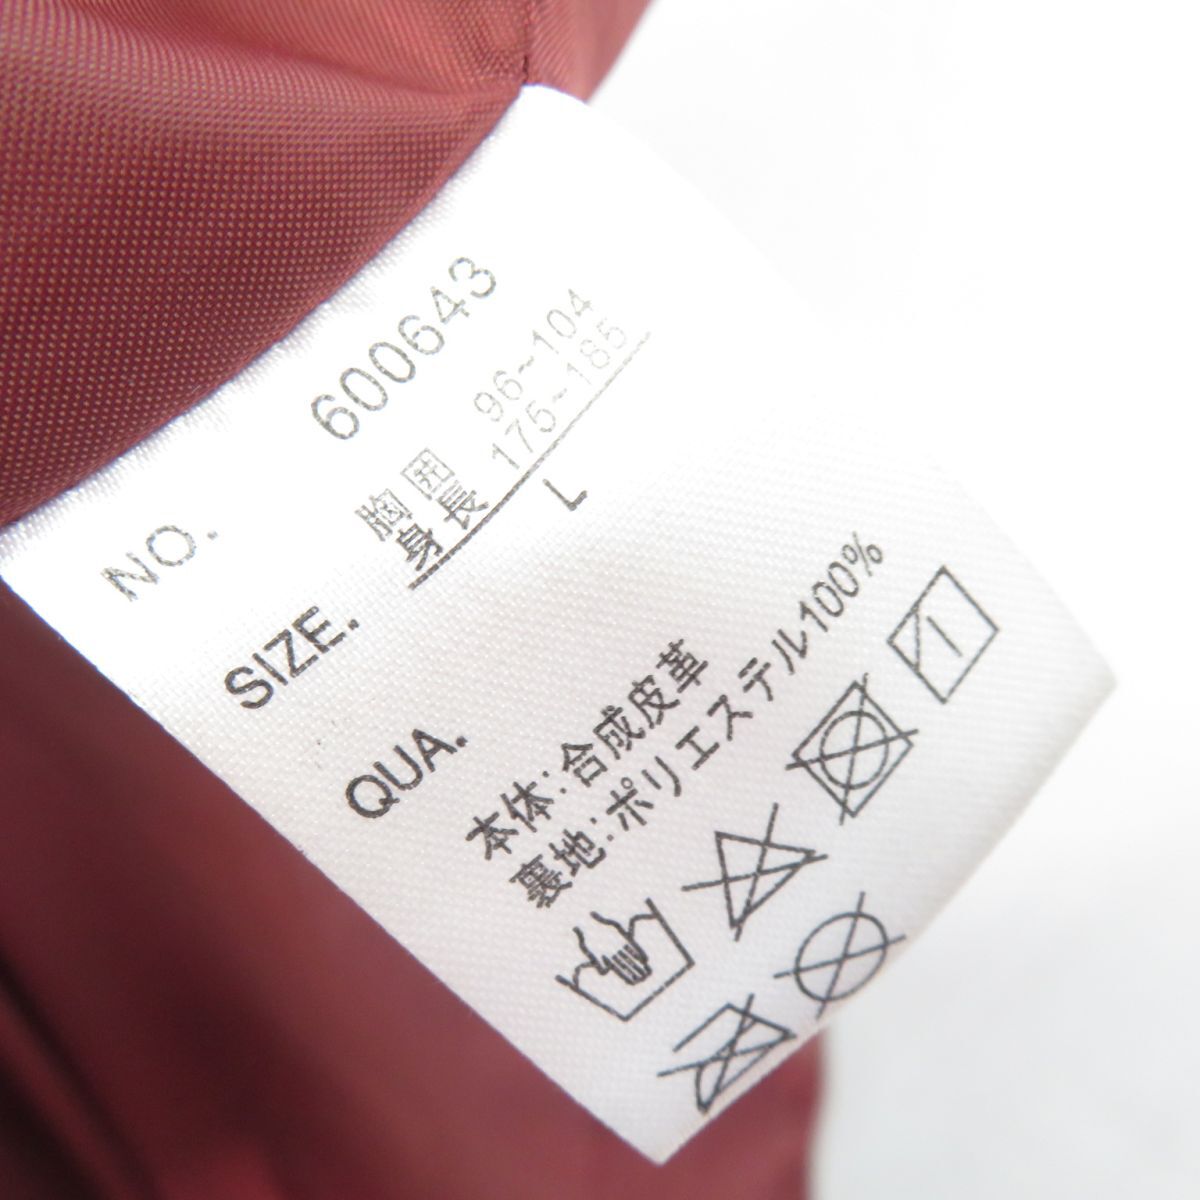 NO. 600643
SIZE. 胸囲 96~104
身長 175~185
L
QUA.
本体:合成皮革
裏地:ポリエステル100%